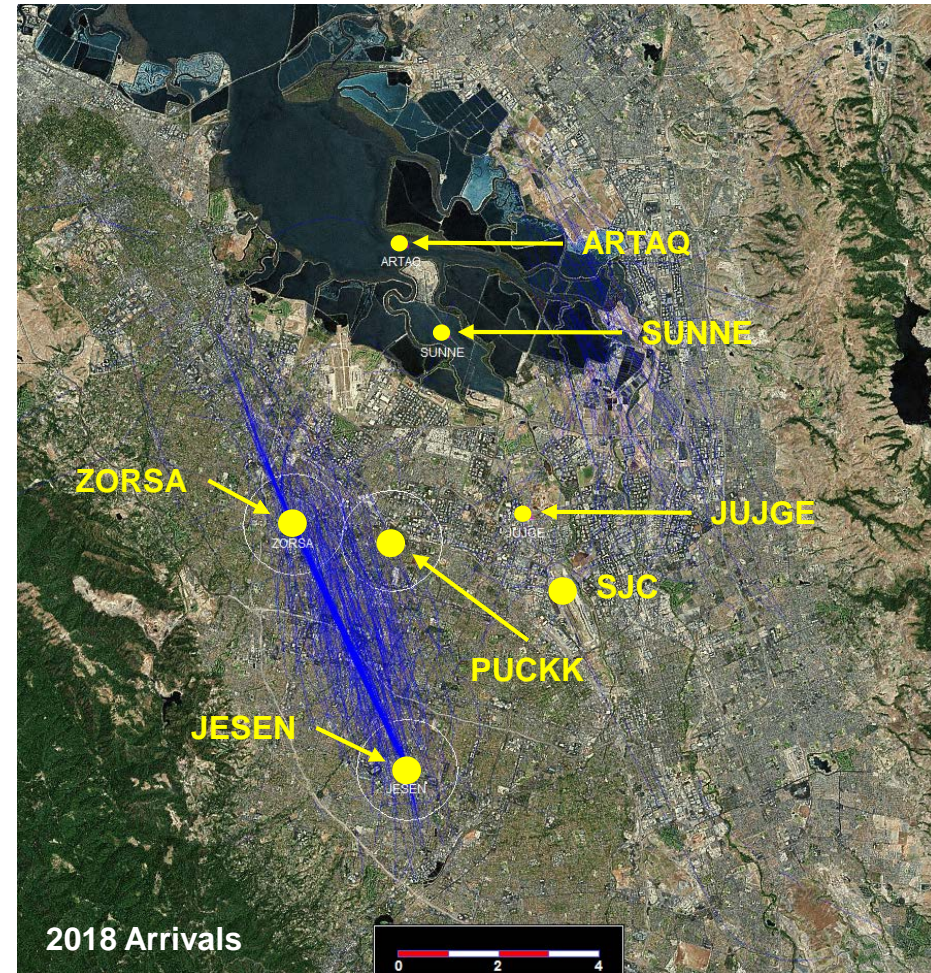 ARTAQ
ARTAQ
SUNNE
SUNNE
ZORSA
ZORSA
JUJGE
JUJGE
SJC
PUCKK
JESEN
JESEN
2018 Arrivals
0 2 4